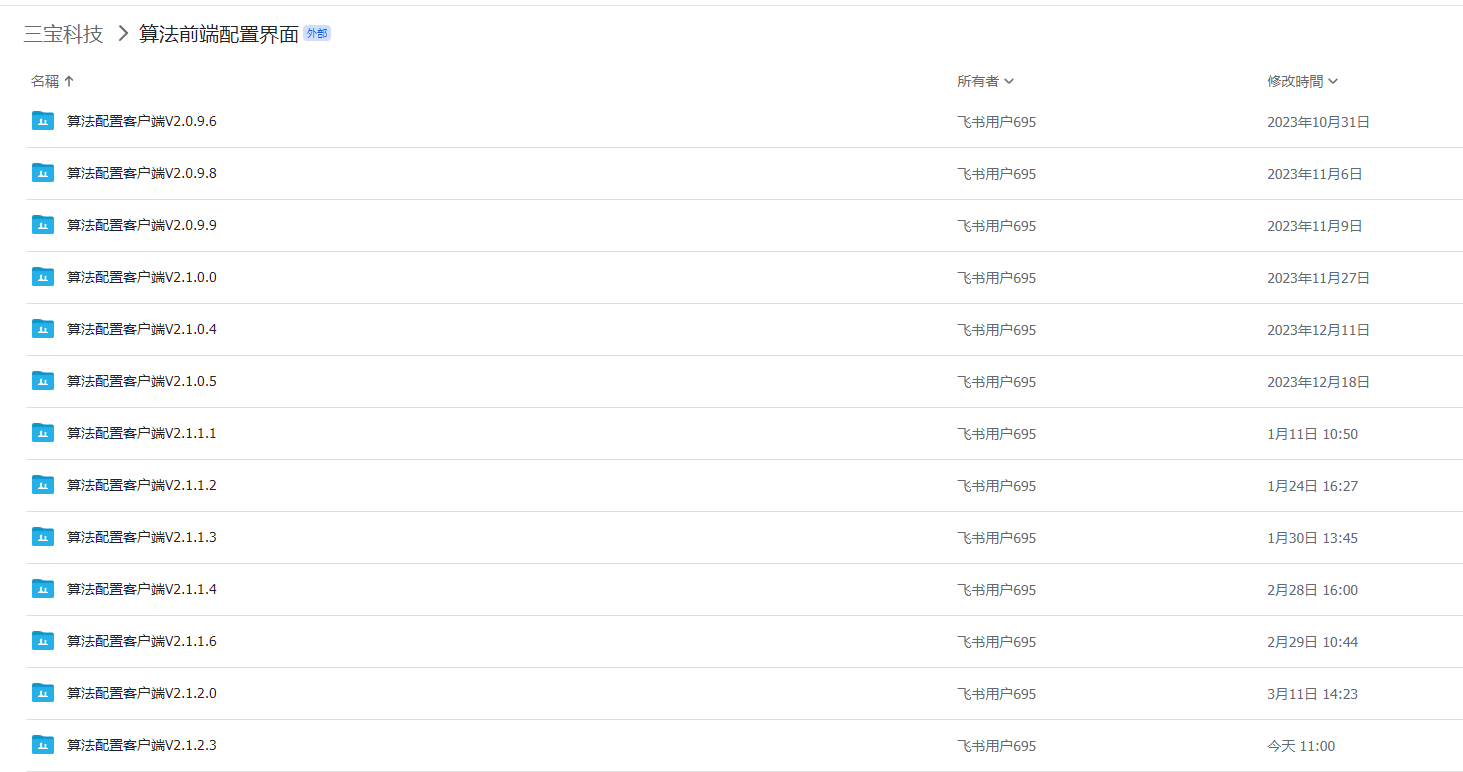 三宝科技 > 算法前端配置界面 外部
名稱 所有者 修改時間
算法配置客户端V2.0.9.6 飞书用户695 2023年10月31日
算法配置客户端V2.0.9.8 飞书用户695 2023年11月6日
算法配置客户端V2.0.9.9 飞书用户695 2023年11月9日
算法配置客户端V2.1.0.0 飞书用户695 2023年11月27日
算法配置客户端V2.1.0.4 飞书用户695 2023年12月11日
算法配置客户端V2.1.0.5 飞书用户695 2023年12月18日
算法配置客户端V2.1.1.1 飞书用户695 1月11日 10:50
算法配置客户端V2.1.1.2 飞书用户695 1月24日 16:27
算法配置客户端V2.1.1.3 飞书用户695 1月30日 13:45
算法配置客户端V2.1.1.4 飞书用户695 2月28日 16:00
算法配置客户端V2.1.1.6 飞书用户695 2月29日 10:44
算法配置客户端V2.1.2.0 飞书用户695 3月11日 14:23
算法配置客户端V2.1.2.3 飞书用户695 今天 11:00